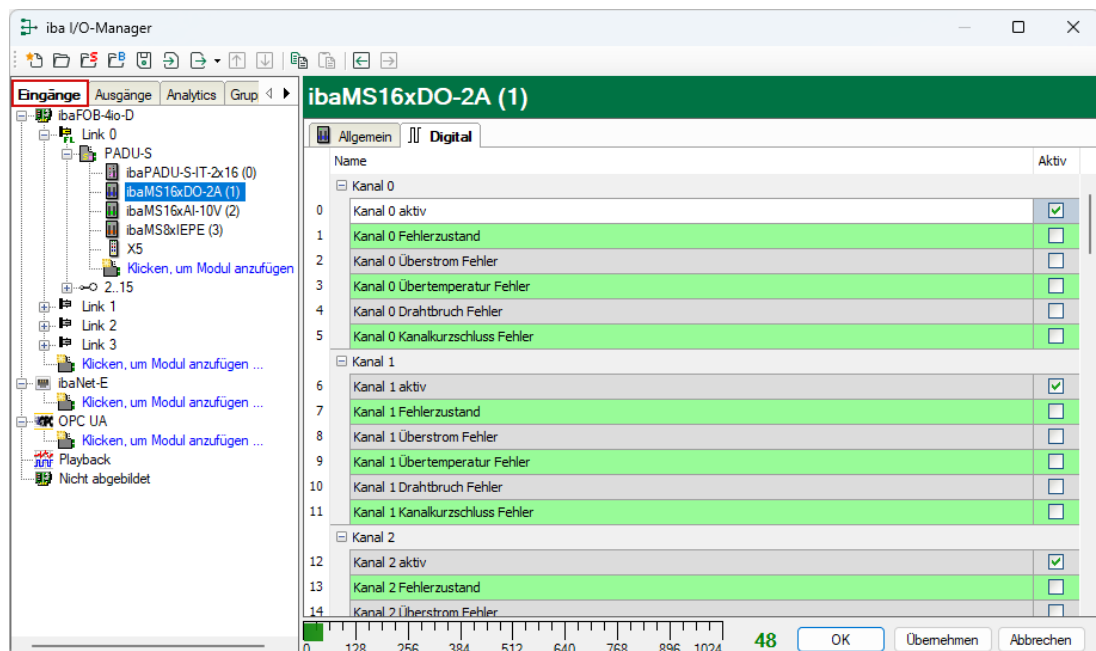 iba I/O-Manager
Eingänge Ausgänge Analytics Grup
ibaFOB-4io-D
Link 0
PADU-S
ibaPADU-S-IT-2x16 (0)
ibaMS16xDO-2A (1)
ibaMS16xAI-10V (2)
ibaMS8xIEPE (3)
X5
Klicken, um Modul anzufügen
2..15
Link 1
Link 2
Link 3
Klicken, um Modul anzufügen ...
ibaNet-E
Klicken, um Modul anzufügen ...
OPC UA
Klicken, um Modul anzufügen ...
Playback
Nicht abgebildet
ibaMS16xDO-2A (1)
Allgemein Digital
Name Aktiv
Kanal 0
0 Kanal 0 aktiv
1 Kanal 0 Fehlerzustand
2 Kanal 0 Überstrom Fehler
3 Kanal 0 Übertemperatur Fehler
4 Kanal 0 Drahtbruch Fehler
5 Kanal 0 Kanalkurzschluss Fehler
Kanal 1
6 Kanal 1 aktiv
7 Kanal 1 Fehlerzustand
8 Kanal 1 Überstrom Fehler
9 Kanal 1 Übertemperatur Fehler
10 Kanal 1 Drahtbruch Fehler
11 Kanal 1 Kanalkurzschluss Fehler
Kanal 2
12 Kanal 2 aktiv
13 Kanal 2 Fehlerzustand
14 Kanal 2 Überstrom Fehler
0 128 256 384 512 640 768 896 1024
48 OK Übernehmen Abbrechen